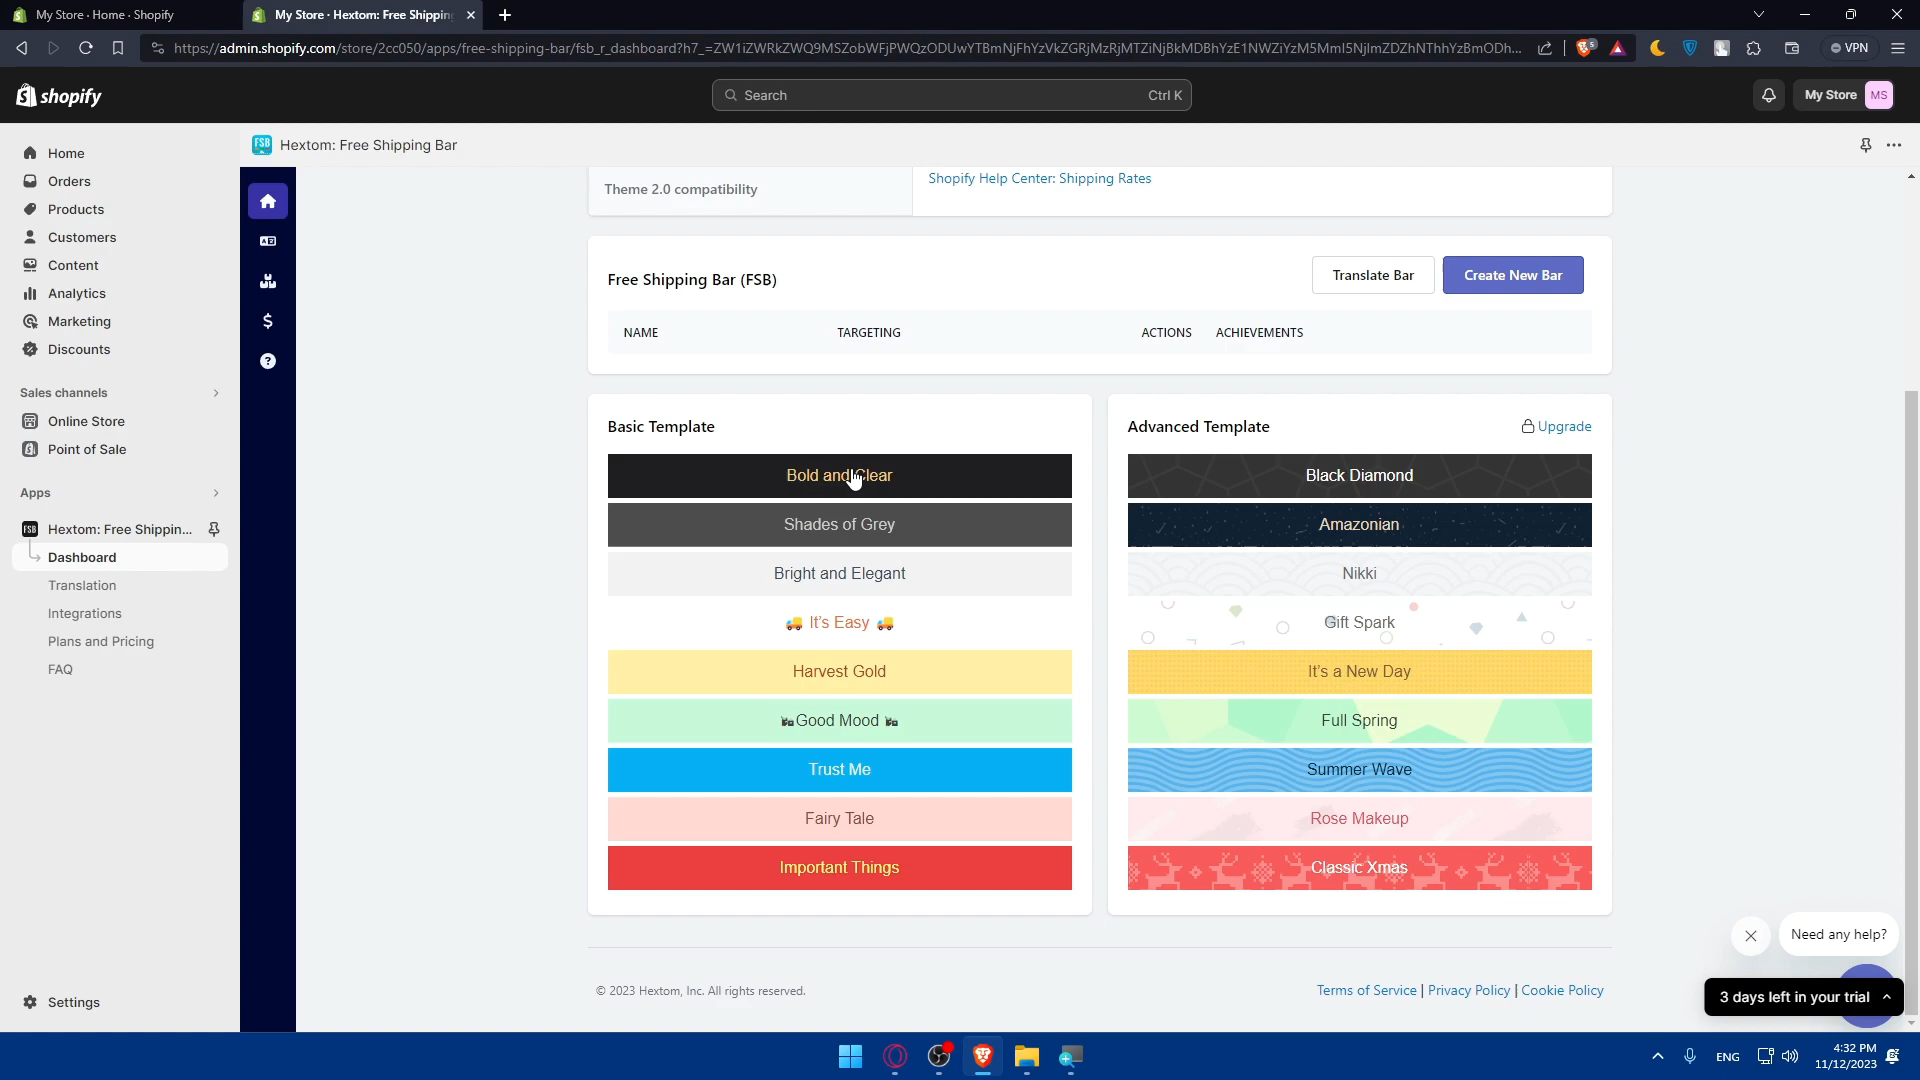 My Store · Home · Shopify
My Store · Hextom: Free Shipping
https://admin.shopify.com/store/2cc050/apps/free-shipping-bar/fsb_r_dashboard?h7_=
VPN
shopify
Search
Ctrl K
My Store
MS
Home
Orders
Products
Customers
Content
Analytics
Marketing
Discounts
Sales channels
Online Store
Point of Sale
Apps
FSB Hextom: Free Shippin...
Dashboard
Translation
Integrations
Plans and Pricing
FAQ
Settings
FSB Hextom: Free Shipping Bar
Theme 2.0 compatibility
Shopify Help Center: Shipping Rates
Free Shipping Bar (FSB)
Translate Bar
Create New Bar
NAME TARGETING ACTIONS ACHIEVEMENTS
Basic Template
Bold and Clear
Shades of Grey
Bright and Elegant
🚚 It's Easy 🚚
Harvest Gold
Good Mood
Trust Me
Fairy Tale
Important Things
Advanced Template
Upgrade
Black Diamond
Amazonian
Nikki
Gift Spark
It's a New Day
Full Spring
Summer Wave
Rose Makeup
Classic Xmas
Need any help?
3 days left in your trial
© 2023 Hextom, Inc. All rights reserved.
Terms of Service | Privacy Policy | Cookie Policy
ENG
4:32 PM
11/12/2023